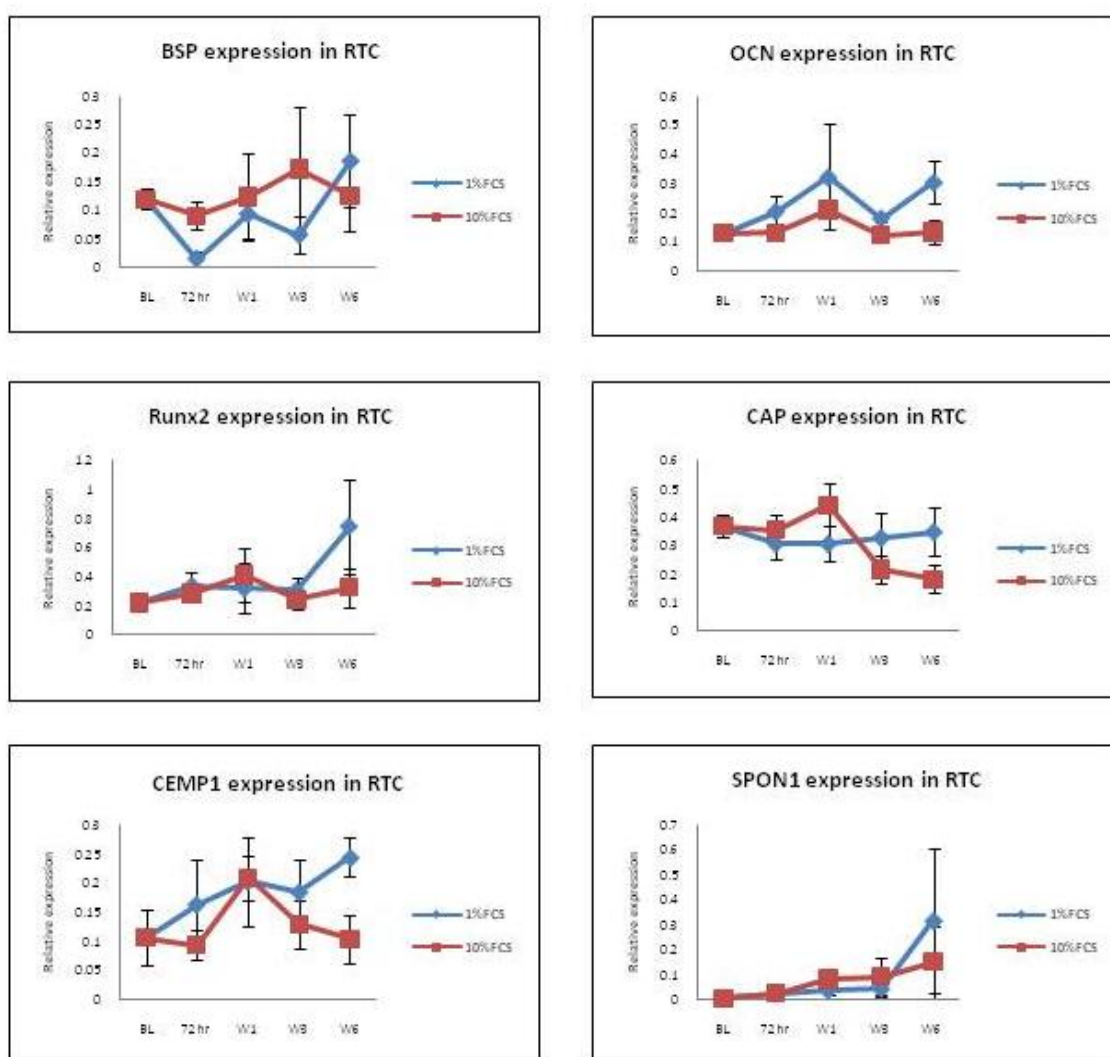 BSP expression in RTC
Relative expression
0.3
0.25
0.2
0.15
0.1
0.05
0
BL 72 hr W1 W3 W6
1%FCS
10%FCS
OCN expression in RTC
Relative expression
0.6
0.5
0.4
0.3
0.2
0.1
0
BL 72 hr W1 W3 W6
1%FCS
10%FCS
Runx2 expression in RTC
Relative expression
1.2
1
0.8
0.6
0.4
0.2
0
BL 72 hr W1 W3 W6
1%FCS
10%FCS
CAP expression in RTC
Relative expression
0.6
0.5
0.4
0.3
0.2
0.1
0
BL 72 hr W1 W3 W6
1%FCS
10%FCS
CEMP1 expression in RTC
Relative expression
0.3
0.25
0.2
0.15
0.1
0.05
0
BL 72 hr W1 W3 W6
1%FCS
10%FCS
SPON1 expression in RTC
Relative expression
0.7
0.6
0.5
0.4
0.3
0.2
0.1
0
BL 72 hr W1 W3 W6
1%FCS
10%FCS